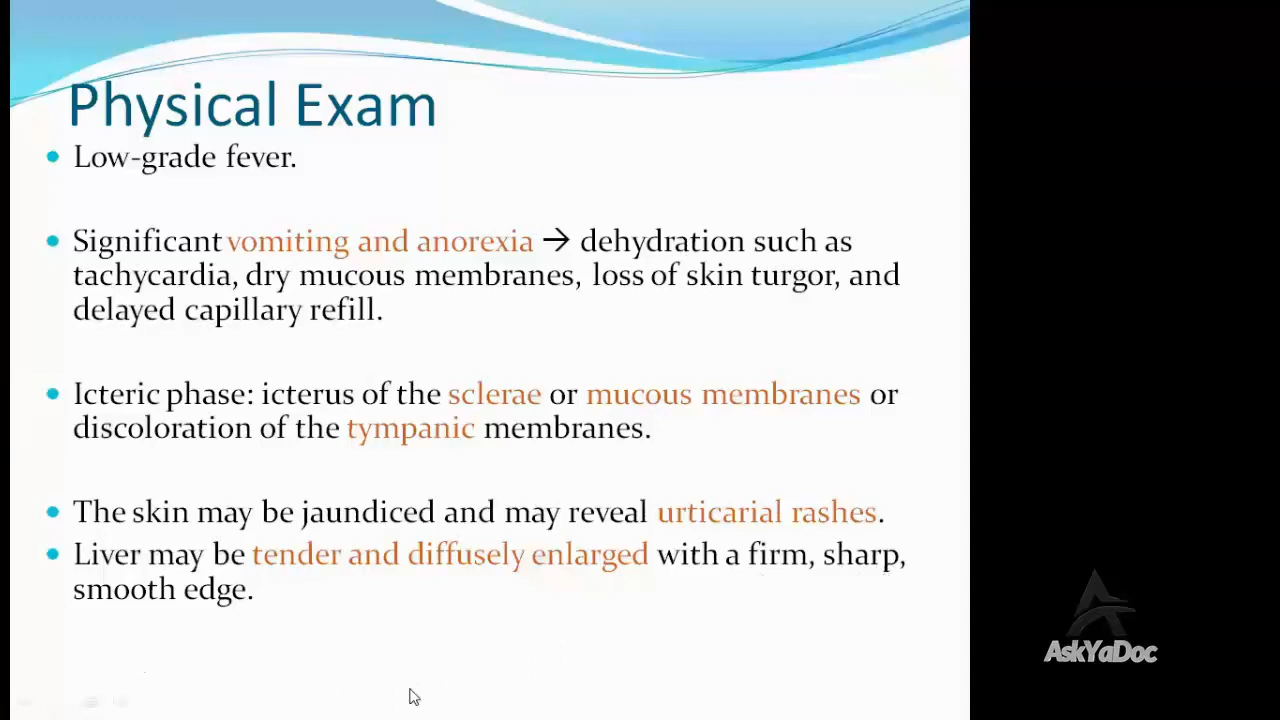 Physical Exam
• Low-grade fever.
• Significant vomiting and anorexia → dehydration such as
tachycardia, dry mucous membranes, loss of skin turgor, and
delayed capillary refill.
• Icteric phase: icterus of the sclerae or mucous membranes or
discoloration of the tympanic membranes.
• The skin may be jaundiced and may reveal urticarial rashes.
• Liver may be tender and diffusely enlarged with a firm, sharp,
smooth edge.
AskYaDoc